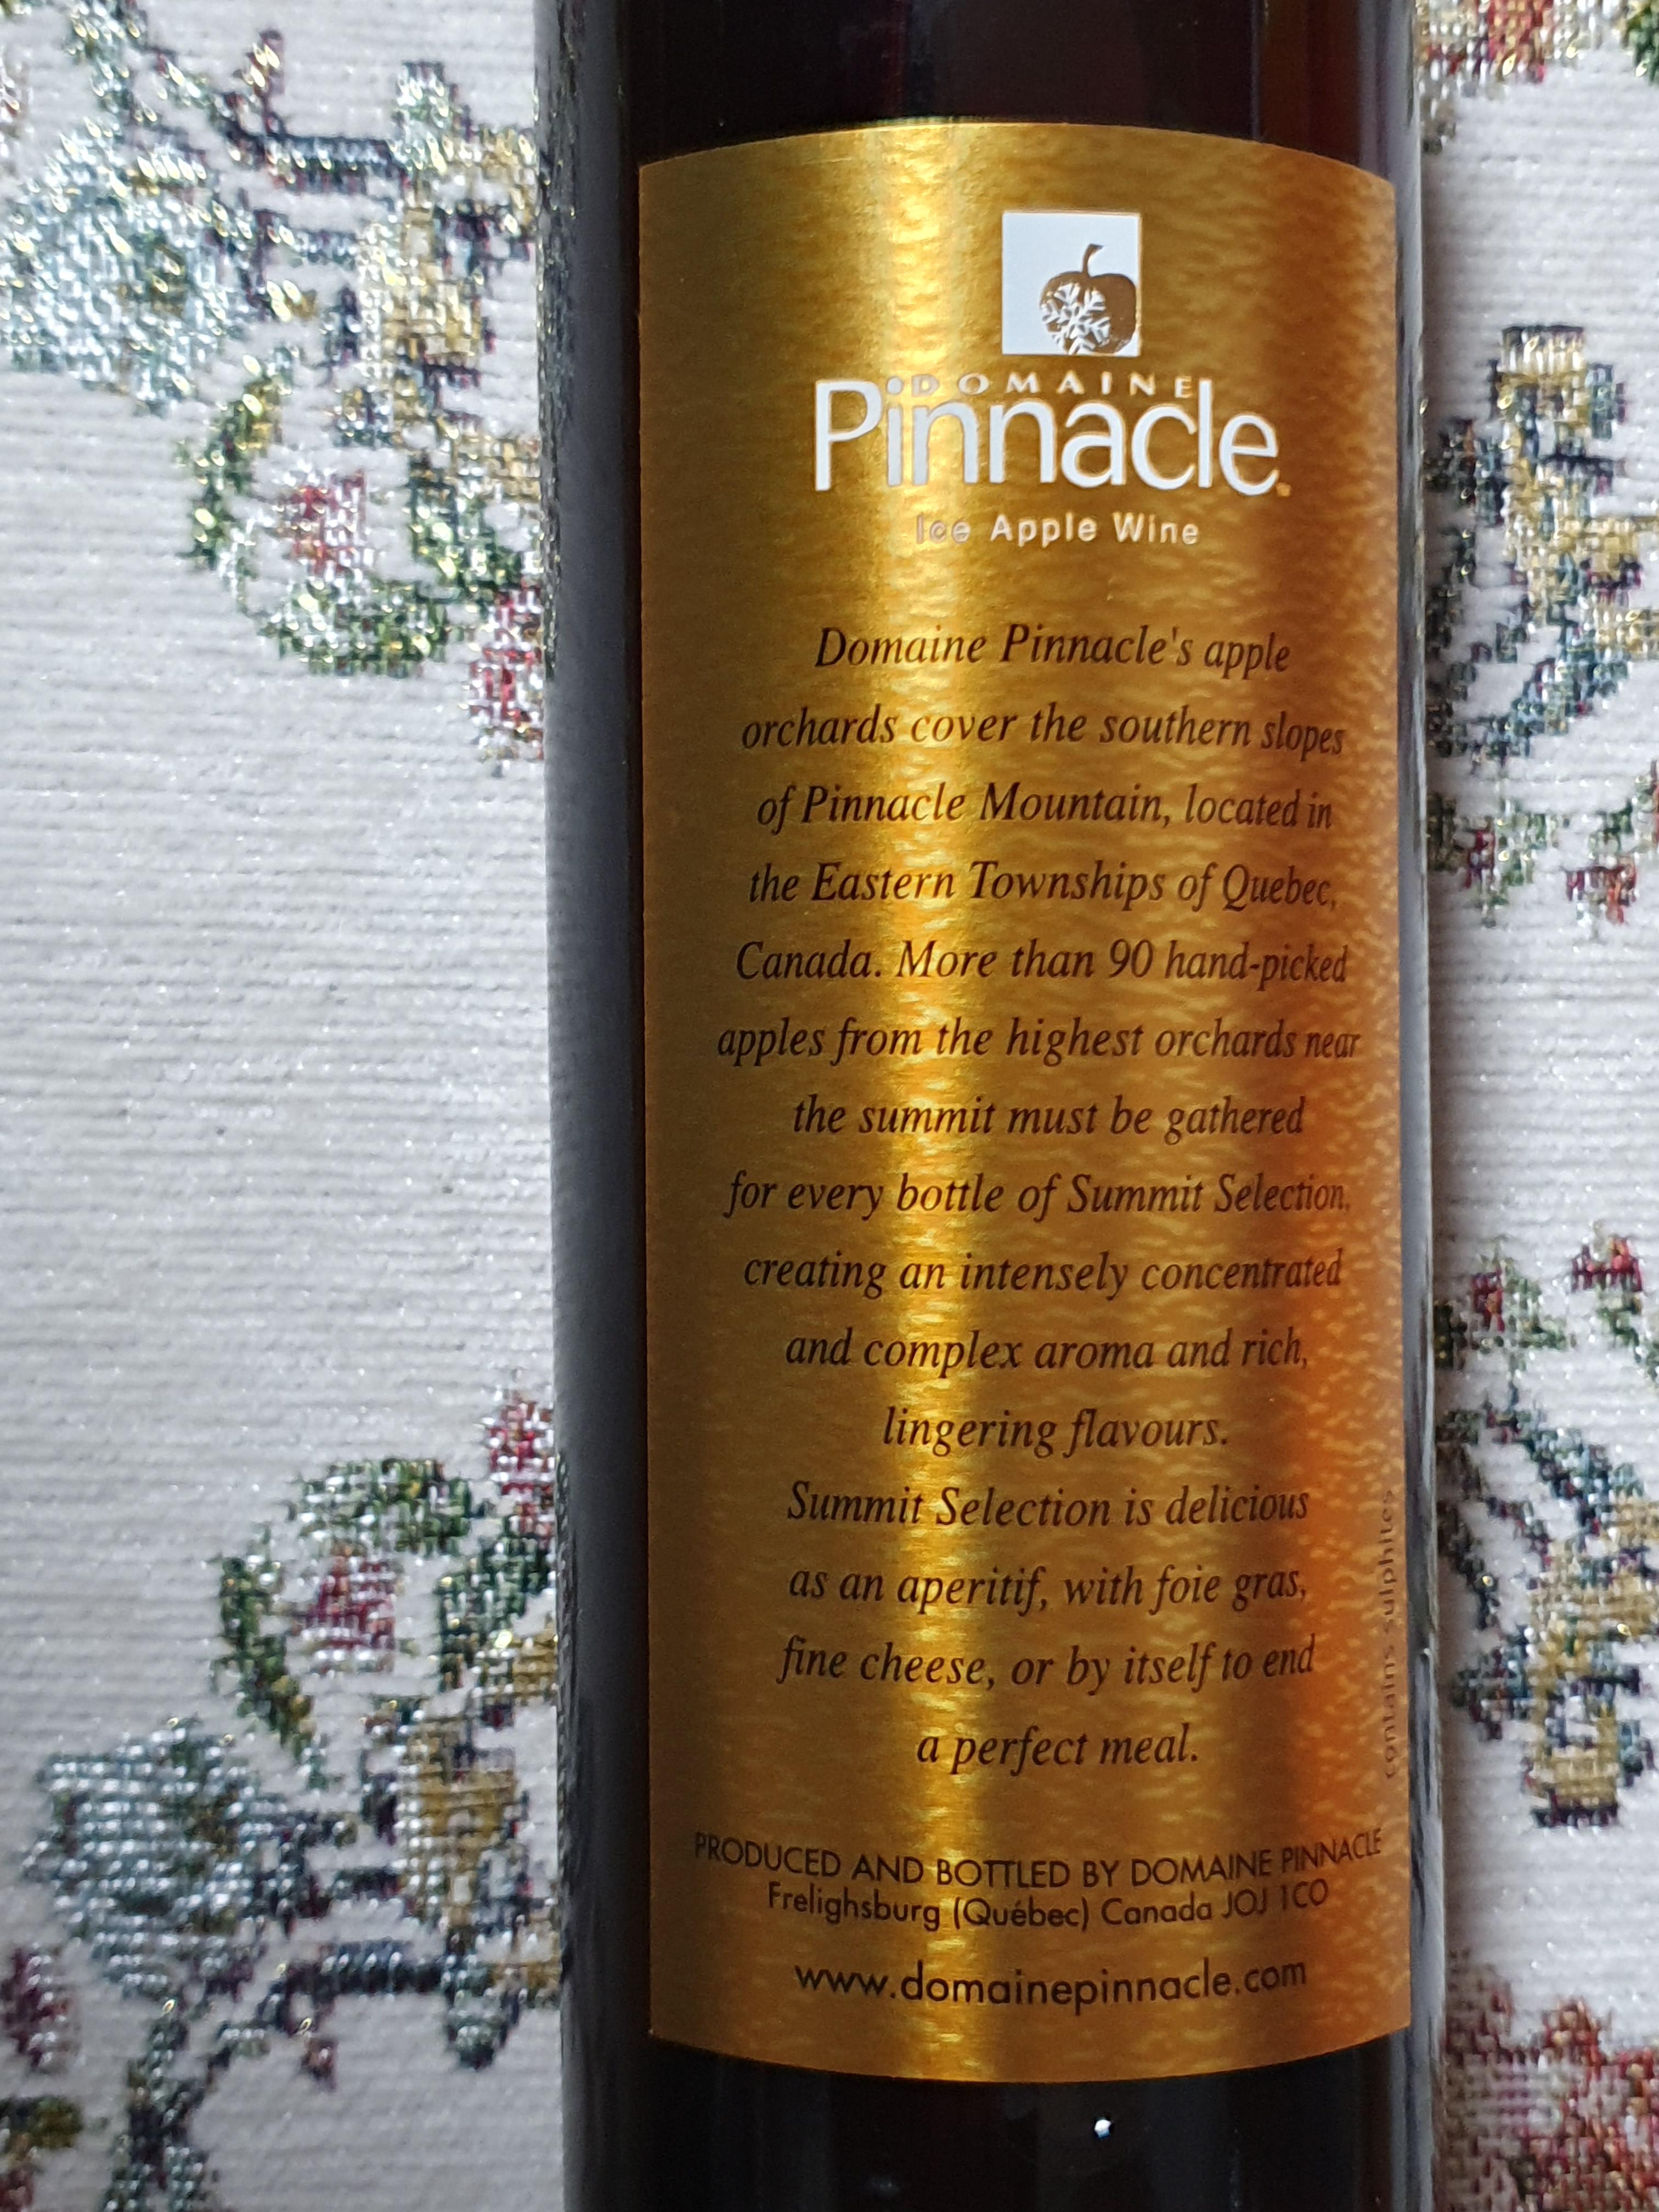 DOMAINE
Pinnacle.
Ice Apple Wine
Domaine Pinnacle's apple
orchards cover the southern slopes
of Pinnacle Mountain, located in
the Eastern Townships of Quebec,
Canada. More than 90 hand-picked
apples from the highest orchards near
the summit must be gathered
for every bottle of Summit Selection,
creating an intensely concentrated
and complex aroma and rich,
lingering flavours.
Summit Selection is delicious
as an aperitif, with foie gras,
fine cheese, or by itself to end
a perfect meal.
contains sulphites
PRODUCED AND BOTTLED BY DOMAINE PINNACLE
Frelighsburg (Québec) Canada JOJ 1CO
www.domainepinnacle.com